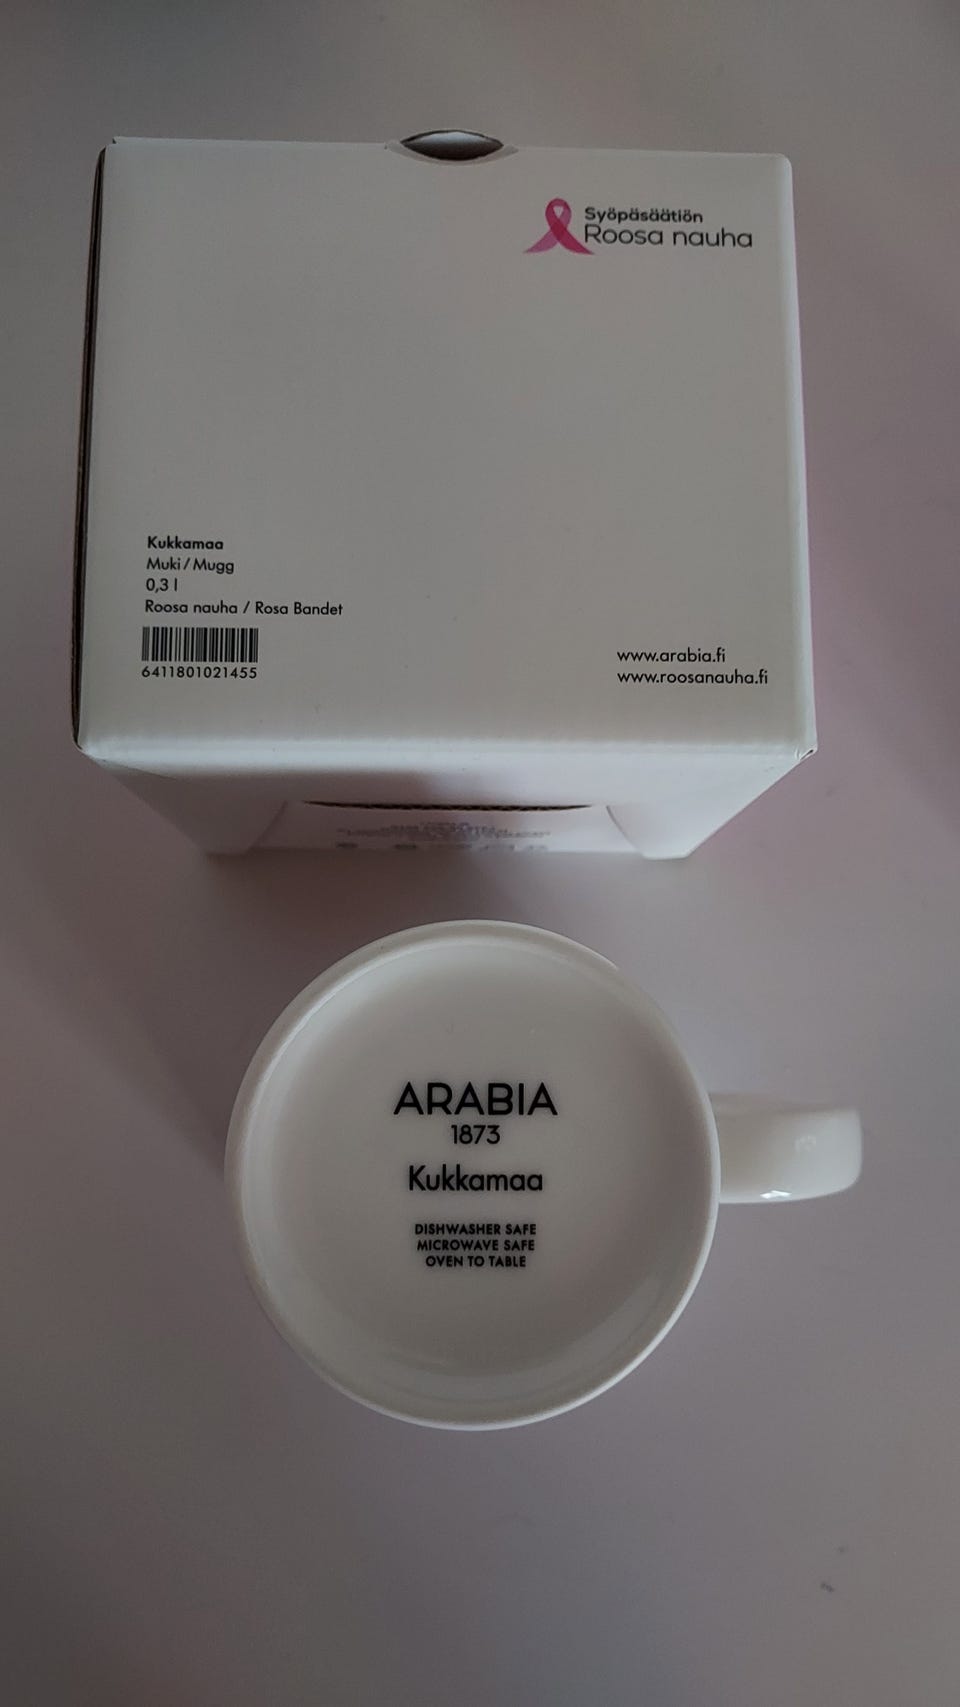 Syöpäsäätiön
Roosa nauha
Kukkamaa
Muki / Mugg
0,3 l
Roosa nauha / Rosa Bandet
6411801021455
www.arabia.fi
www.roosanauha.fi
ARABIA
1873
Kukkamaa
DISHWASHER SAFE
MICROWAVE SAFE
OVEN TO TABLE